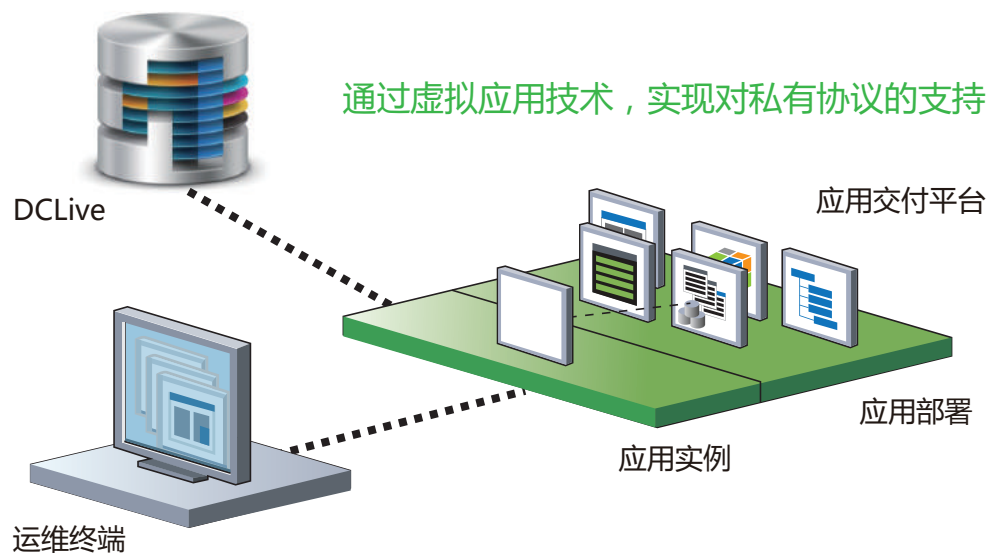 通过虚拟应用技术，实现对私有协议的支持
DCLive
应用交付平台
应用部署
应用实例
运维终端